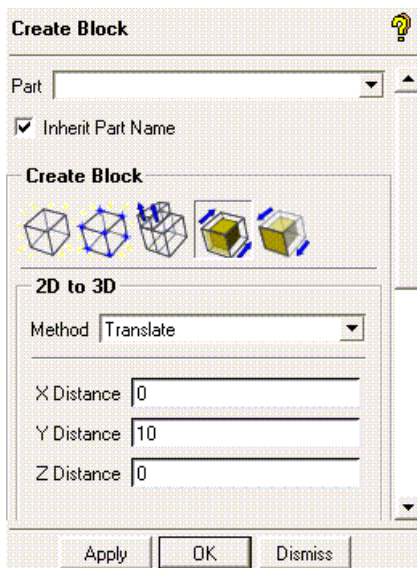 Create Block
Part
Inherit Part Name
Create Block
2D to 3D
Method Translate
X Distance 0
Y Distance 10
Z Distance 0
Apply OK Dismiss